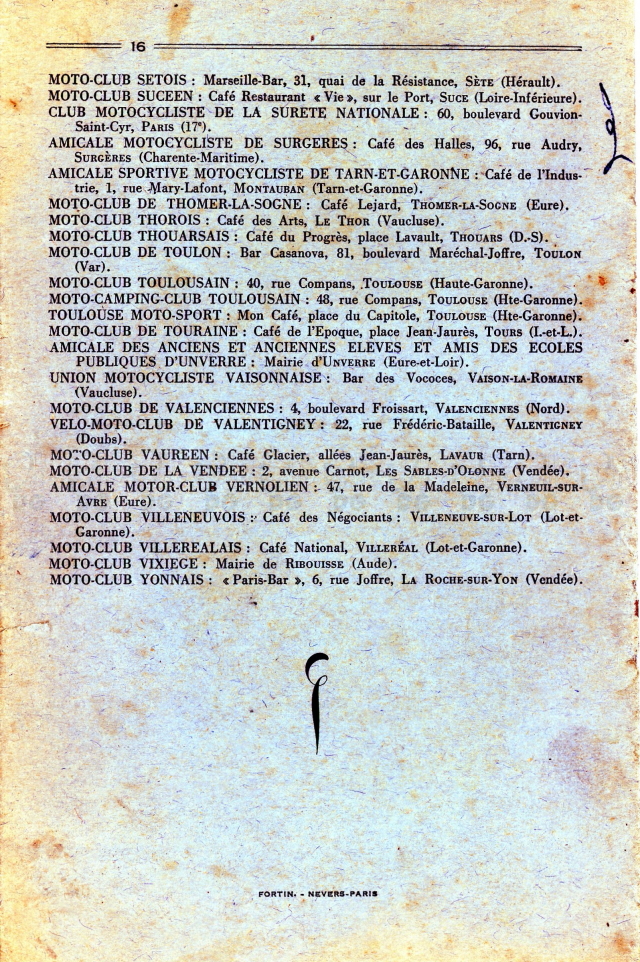 16
MOTO-CLUB SETOIS : Marseille-Bar, 31, quai de la Résistance, SÈTE (Hérault).
MOTO-CLUB SUCEEN : Café Restaurant « Vie », sur le Port, SUCE (Loire-Inférieure).
CLUB MOTOCYCLISTE DE LA SURETE NATIONALE : 60, boulevard Gouvion-
Saint-Cyr, PARIS (17e).
AMICALE MOTOCYCLISTE DE SURGERES : Café des Halles, 96, rue Audry,
SURGÈRES (Charente-Maritime).
AMICALE SPORTIVE MOTOCYCLISTE DE TARN-ET-GARONNE : Café de l'Indus-
trie, 1, rue Mary-Lafont, MONTAUBAN (Tarn-et-Garonne).
MOTO-CLUB DE THOMER-LA-SOGNE : Café Lejard, THOMER-LA-SOGNE (Eure).
MOTO-CLUB THOROIS : Café des Arts, LE THOR (Vaucluse).
MOTO-CLUB THOUARSAIS : Café du Progrès, place Lavault, THOUARS (D.-S).
MOTO-CLUB DE TOULON : Bar Casanova, 81, boulevard Maréchal-Joffre, TOULON
(Var).
MOTO-CLUB TOULOUSAIN : 40, rue Compans, TOULOUSE (Haute-Garonne).
MOTO-CAMPING-CLUB TOULOUSAIN : 48, rue Compans, TOULOUSE (Hte-Garonne).
TOULOUSE MOTO-SPORT : Mon Café, place du Capitole, TOULOUSE (Hte-Garonne).
MOTO-CLUB DE TOURAINE : Café de l'Epoque, place Jean-Jaurès, TOURS (I.-et-L.).
AMICALE DES ANCIENS ET ANCIENNES ELEVES ET AMIS DES ECOLES
PUBLIQUES D'UNVERRE : Mairie d'UNVERRE (Eure-et-Loir).
UNION MOTOCYCLISTE VAISONNAISE : Bar des Vococes, VAISON-LA-ROMAINE
(Vaucluse).
MOTO-CLUB DE VALENCIENNES : 4, boulevard Froissart, VALENCIENNES (Nord).
VELO-MOTO-CLUB DE VALENTIGNEY : 22, rue Frédéric-Bataille, VALENTIGNEY
(Doubs).
MOTO-CLUB VAUREEN : Café Glacier, allées Jean-Jaurès, LAVAUR (Tarn).
MOTO-CLUB DE LA VENDEE : 2, avenue Carnot, LES SABLES-D'OLONNE (Vendée).
AMICALE MOTOR-CLUB VERNOLIEN : 47, rue de la Madeleine, VERNEUIL-SUR-
AVRE (Eure).
MOTO-CLUB VILLENEUVOIS : Café des Négociants : VILLENEUVE-SUR-LOT (Lot-et-
Garonne).
MOTO-CLUB VILLEREALAIS : Café National, VILLERÉAL (Lot-et-Garonne).
MOTO-CLUB VIXIEGE : Mairie de RIBOUISSE (Aude).
MOTO-CLUB YONNAIS : « Paris-Bar », 6, rue Joffre, LA ROCHE-SUR-YON (Vendée).
FORTIN. - NEVERS-PARIS